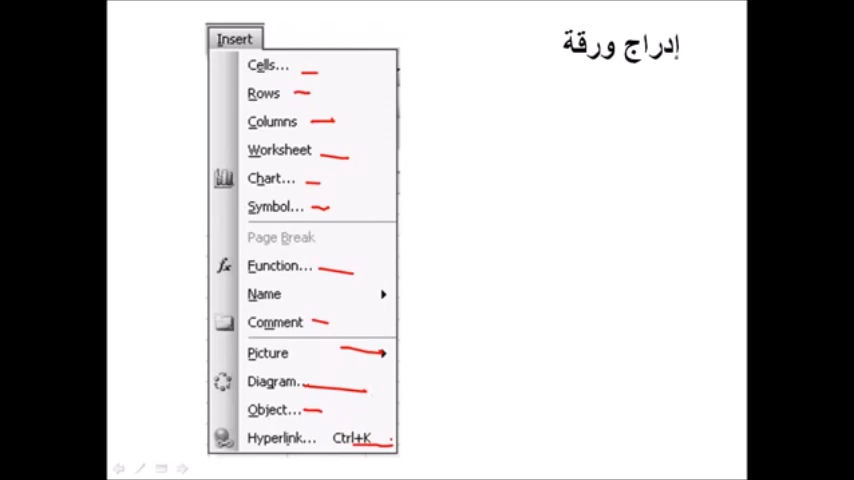 إدراج ورقة
Insert
Cells...
Rows
Columns
Worksheet
Chart...
Symbol...
Page Break
Function...
Name
Comment
Picture
Diagram...
Object...
Hyperlink... Ctrl+K